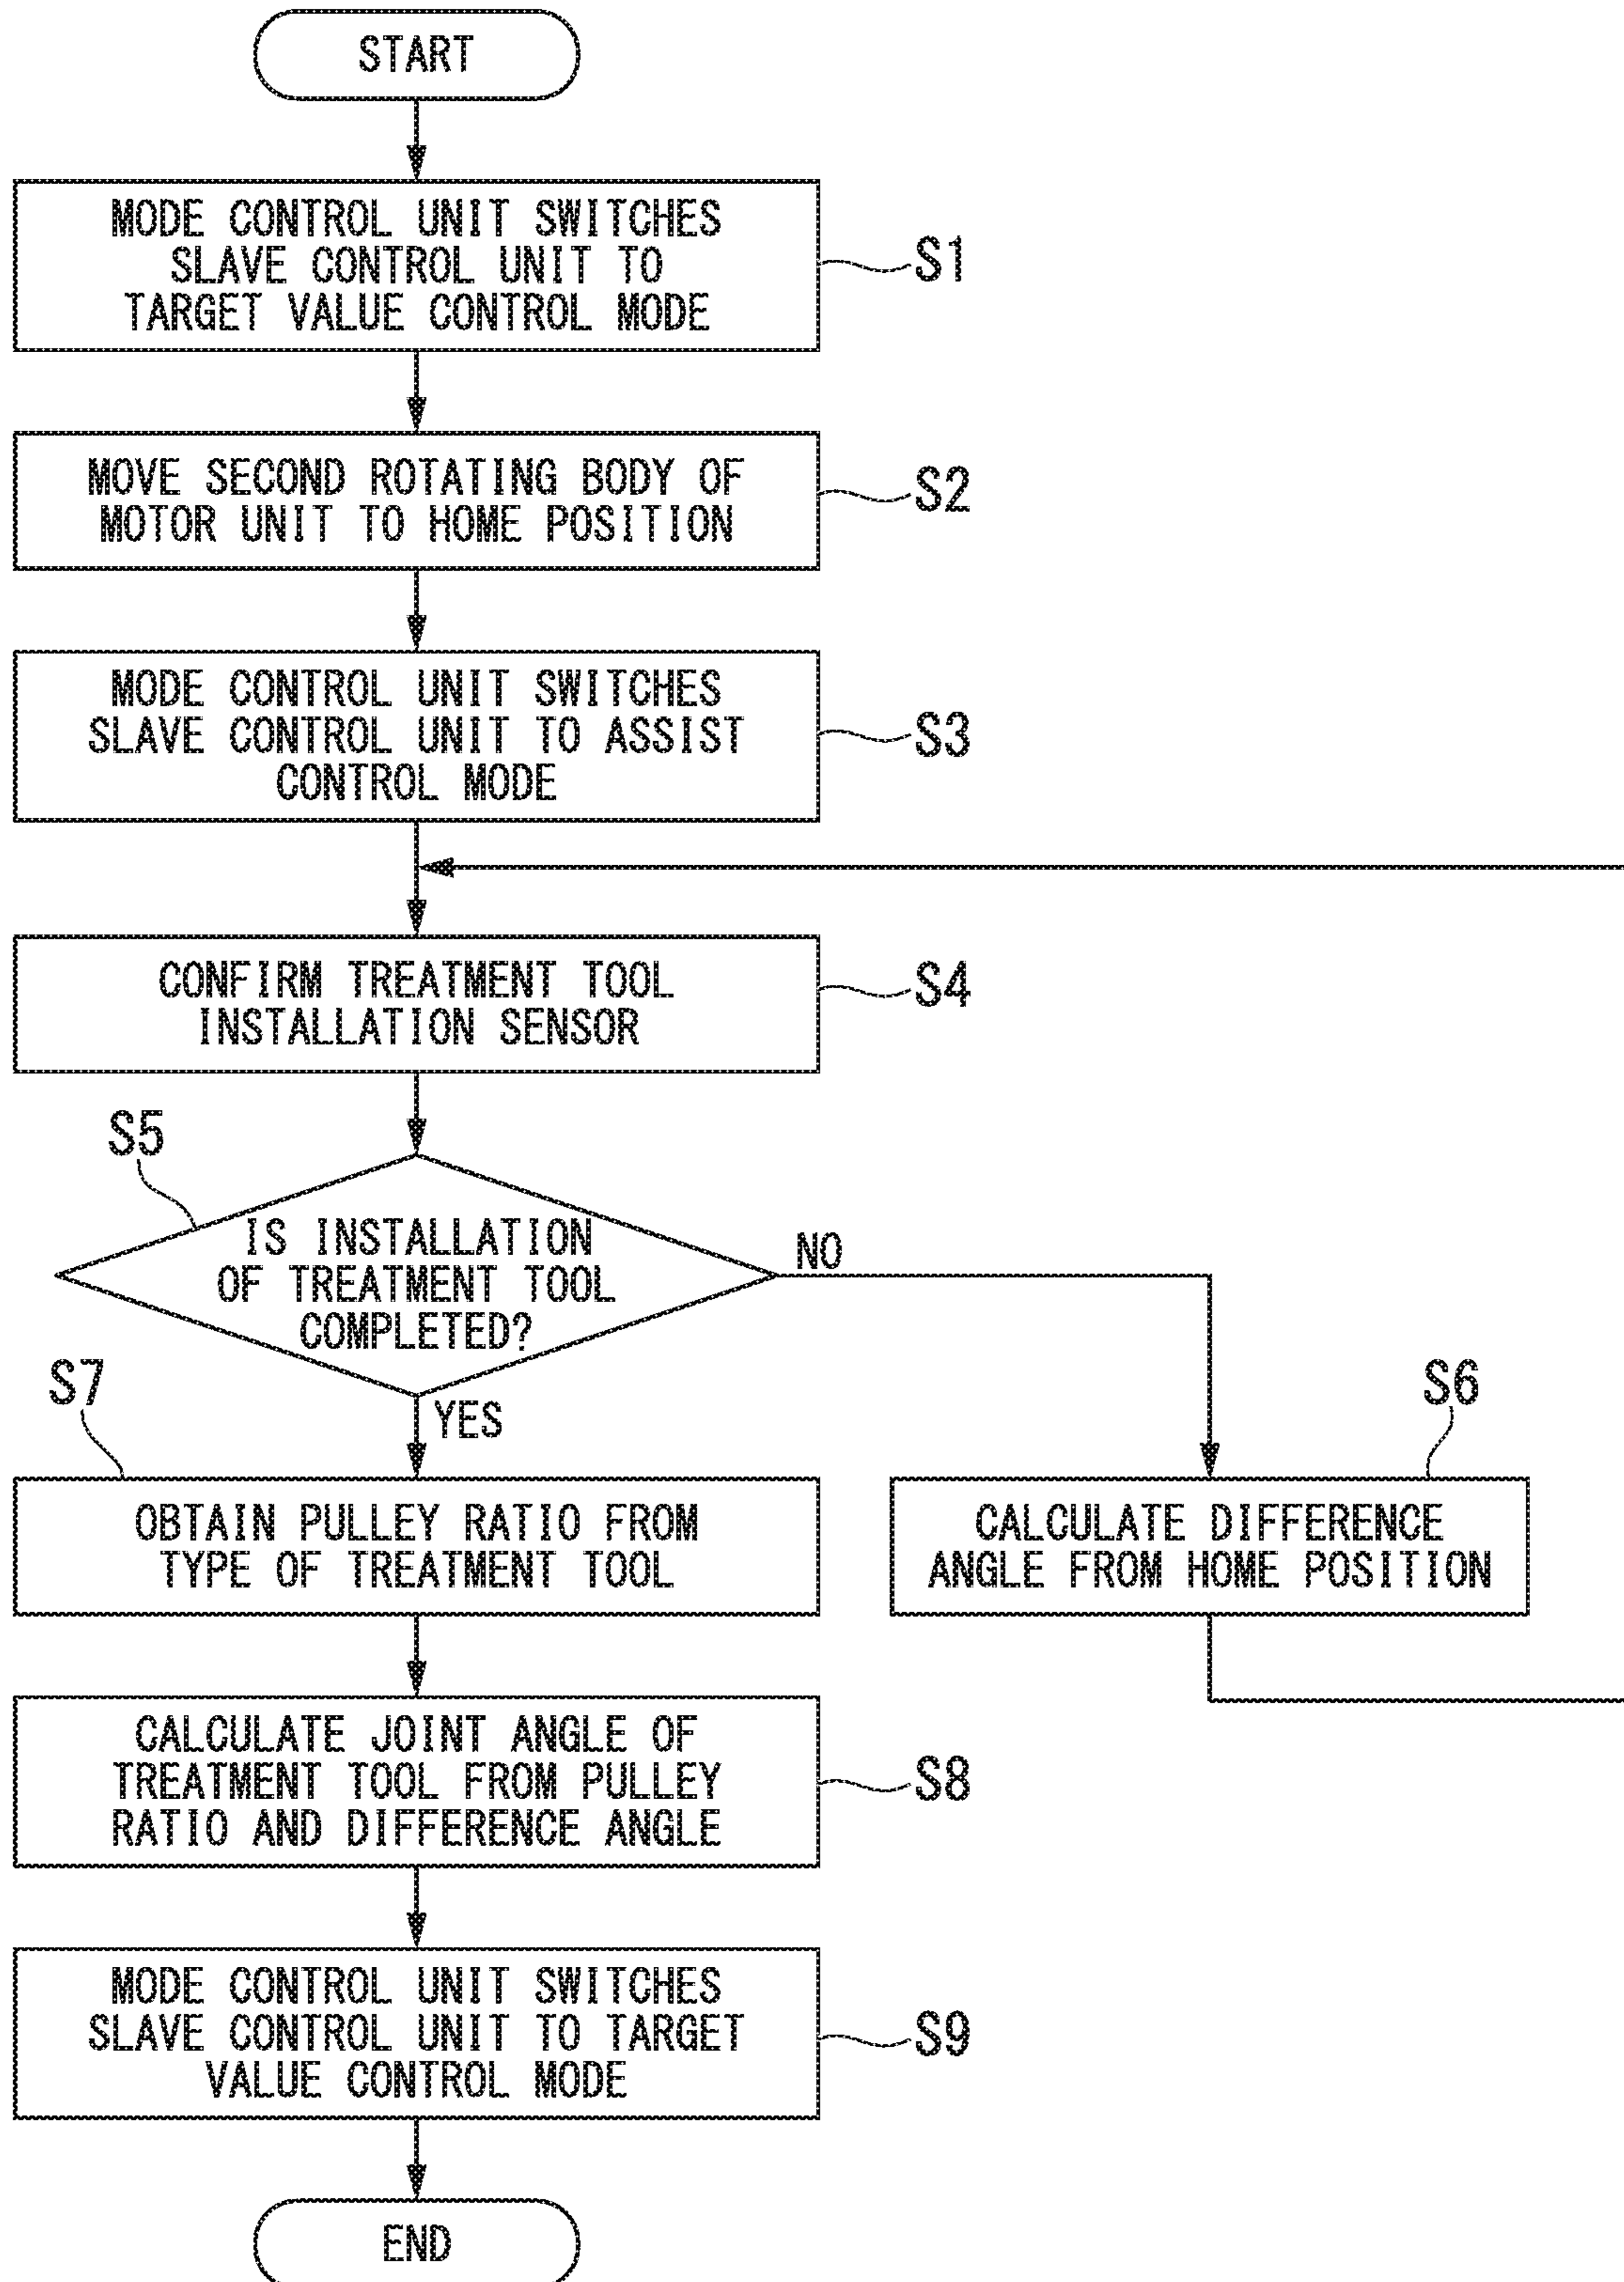 START
MODE CONTROL UNIT SWITCHES
SLAVE CONTROL UNIT TO
TARGET VALUE CONTROL MODE
S1
MOVE SECOND ROTATING BODY OF
MOTOR UNIT TO HOME POSITION
S2
MODE CONTROL UNIT SWITCHES
SLAVE CONTROL UNIT TO ASSIST
CONTROL MODE
S3
CONFIRM TREATMENT TOOL
INSTALLATION SENSOR
S4
S5
IS INSTALLATION
OF TREATMENT TOOL
COMPLETED?
NO
YES
S7
OBTAIN PULLEY RATIO FROM
TYPE OF TREATMENT TOOL
S6
CALCULATE DIFFERENCE
ANGLE FROM HOME POSITION
CALCULATE JOINT ANGLE OF
TREATMENT TOOL FROM PULLEY
RATIO AND DIFFERENCE ANGLE
S8
MODE CONTROL UNIT SWITCHES
SLAVE CONTROL UNIT TO TARGET
VALUE CONTROL MODE
S9
END